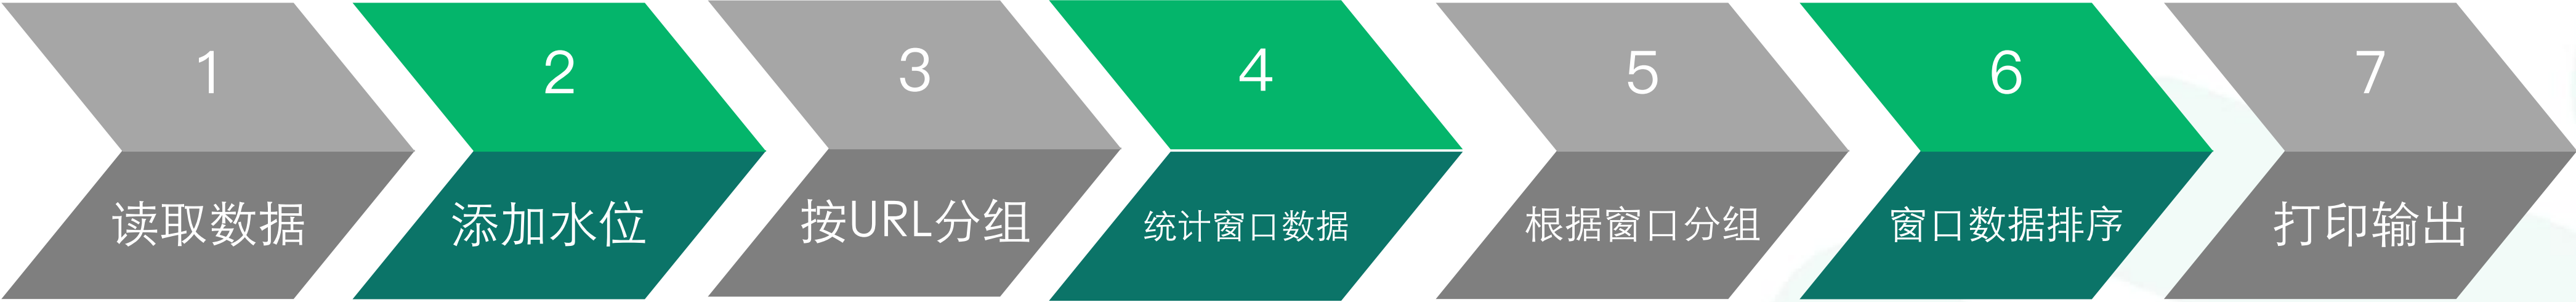 1
读取数据
2
添加水位
3
按URL分组
4
统计窗口数据
5
根据窗口分组
6
窗口数据排序
7
打印输出